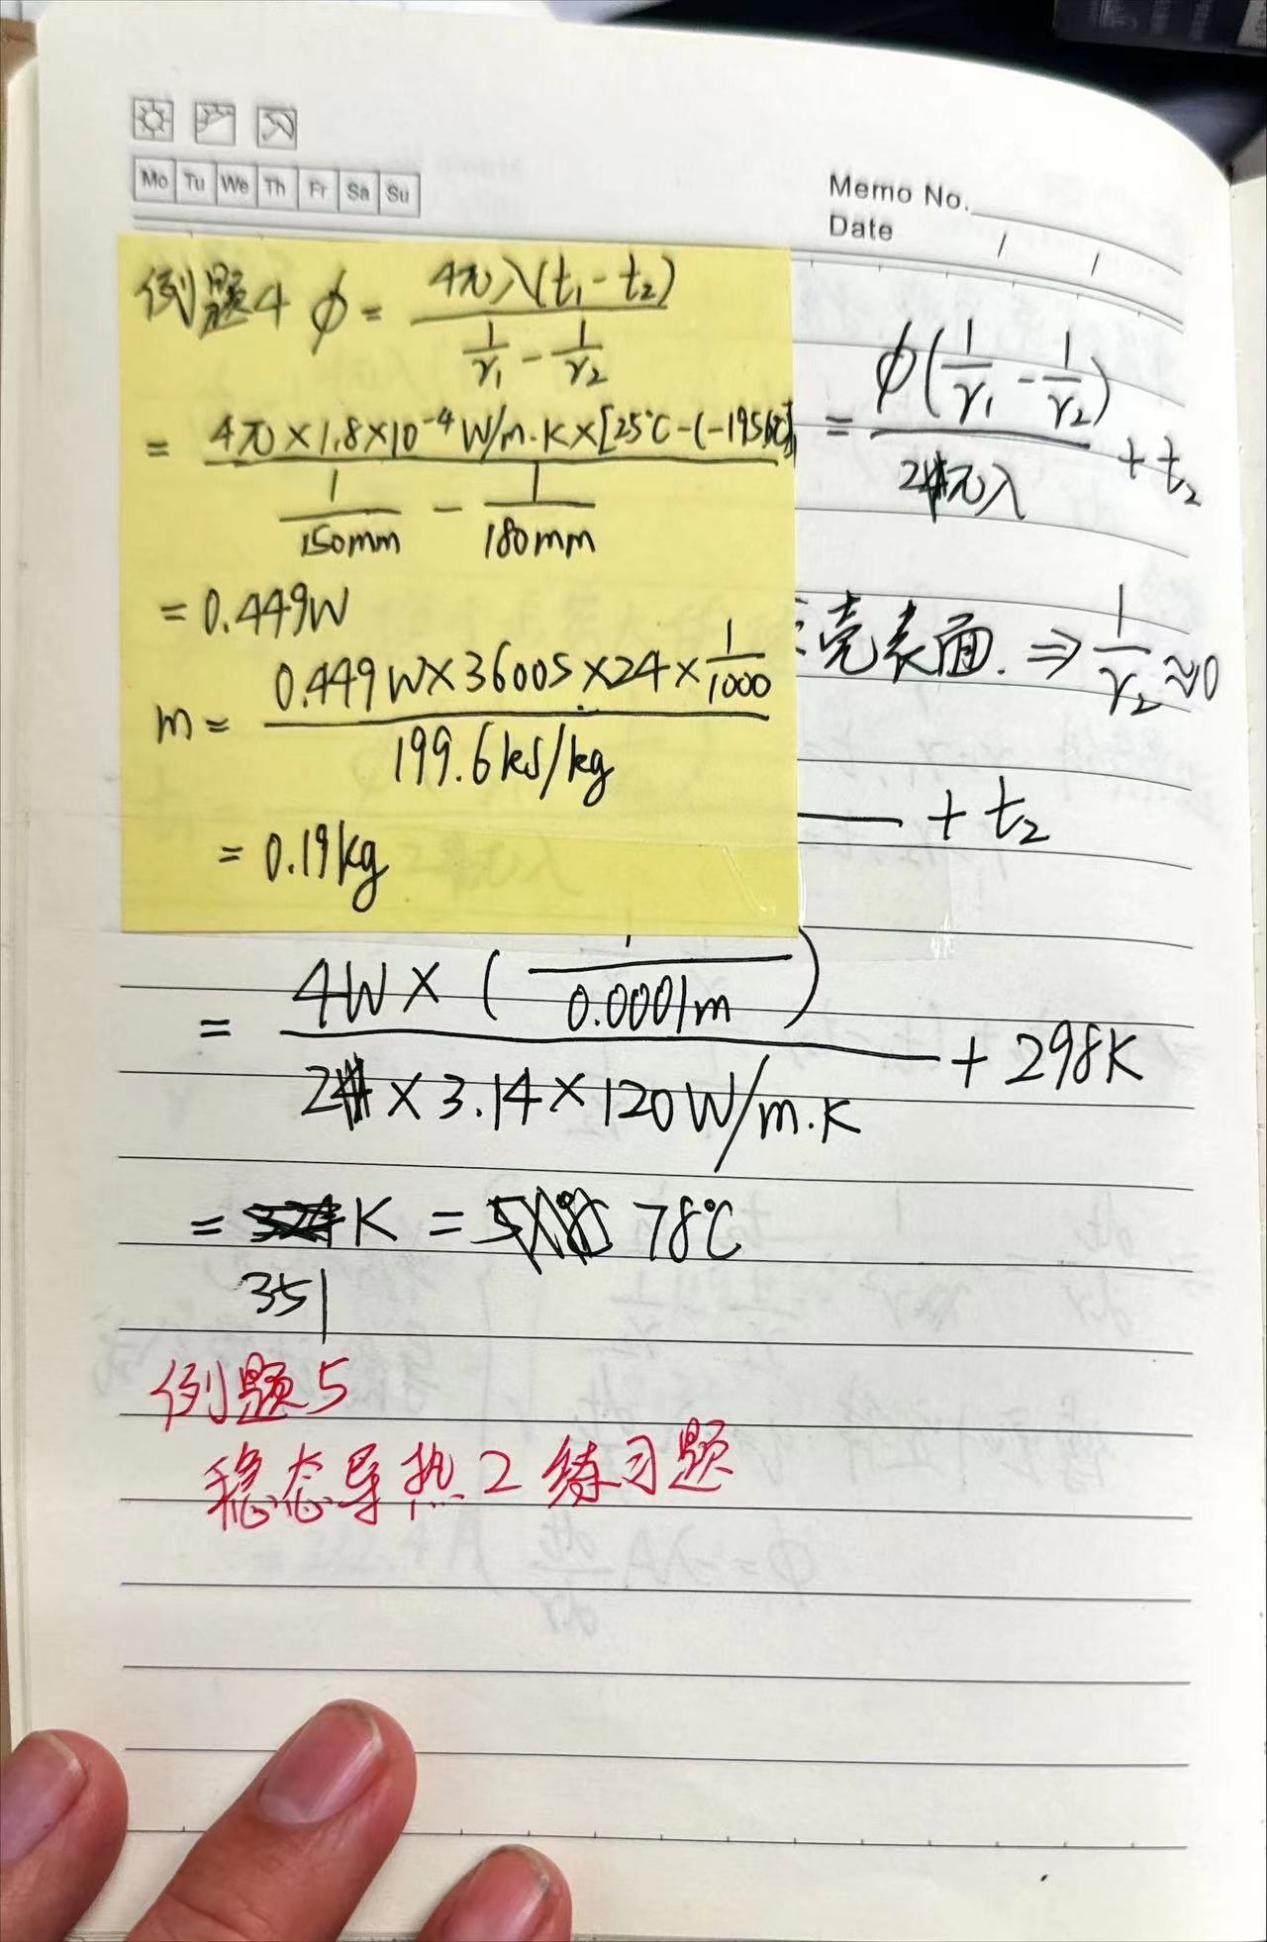 Mo Tu We Th Fr Sa Su
Memo No.
Date / /
例题4 φ = 4πλ(t₁ - t₂) / (1/r₁ - 1/r₂)
= 4π×1.8×10⁻⁴ W/m·K×[25℃-(-195.6℃)] / (1/150mm - 1/180mm)
= 0.449W
m = 0.449W×3600S×24×1/1000 / 199.6kJ/kg
= 0.19kg
= φ(1/r₁ - 1/r₂) / 2πλ + t₂
壳表面. ⇒ 1/r₂ ≈0
+ t₂
= 4W × ( 1/0.0001m ) / 2 × 3.14 × 120W/m·K + 298K
= 351 K = 78℃
例题5
稳态导热2练习题